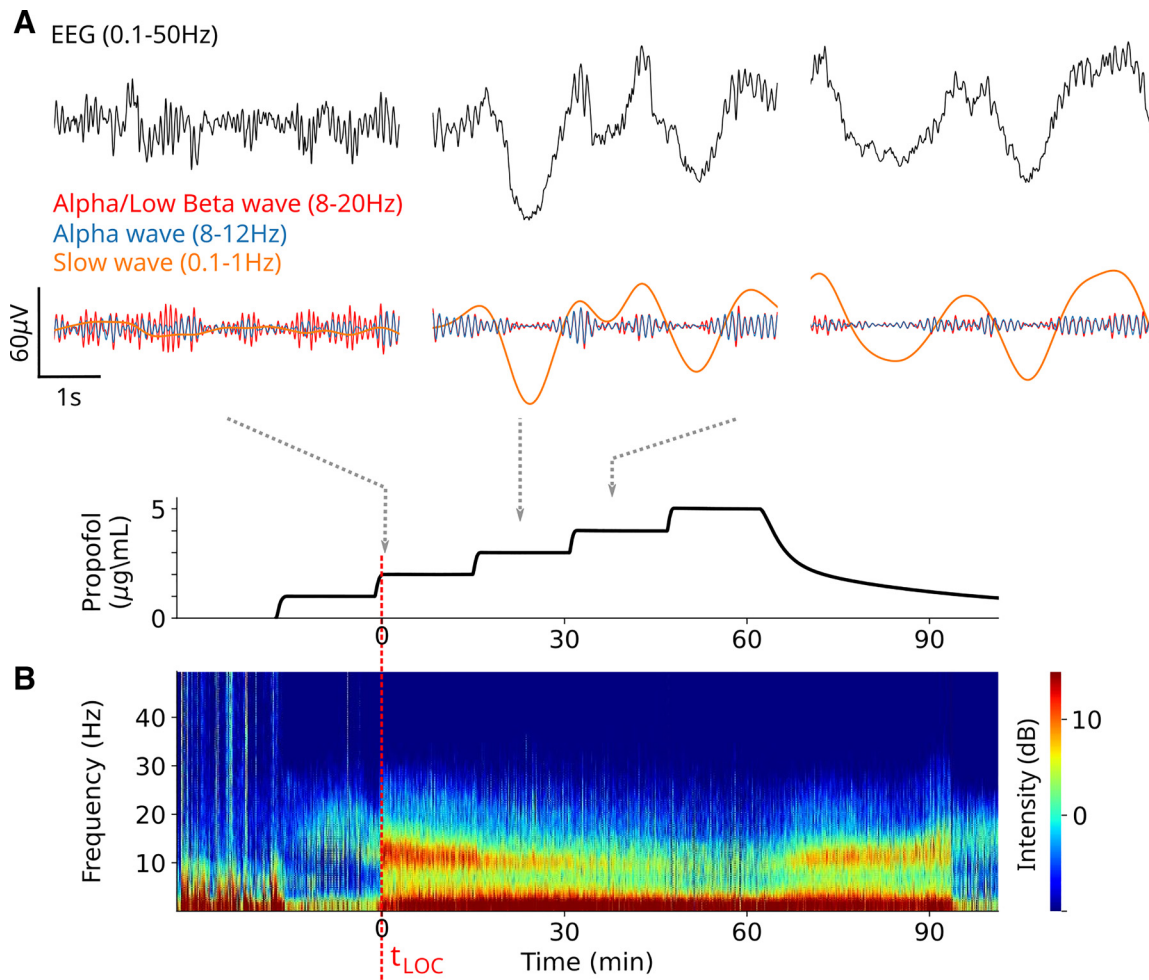 A
EEG (0.1-50Hz)
Alpha/Low Beta wave (8-20Hz)
Alpha wave (8-12Hz)
Slow wave (0.1-1Hz)
60μV
1s
Propofol
(μg\mL)
5
0
0
30
60
90
B
Frequency (Hz)
40
30
20
10
Intensity (dB)
10
0
0
30
60
90
t_LOC
Time (min)